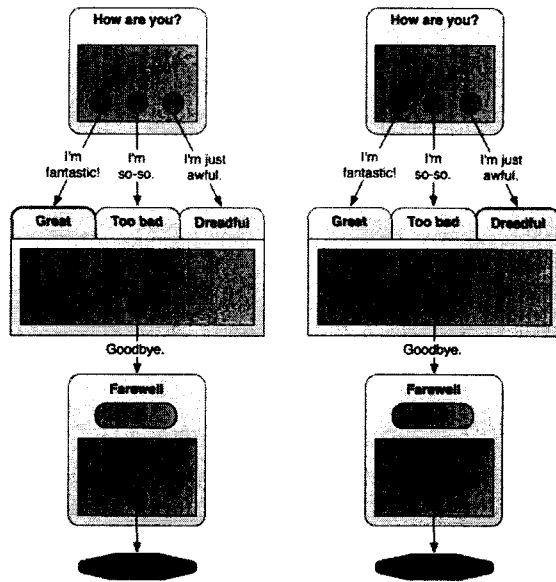 How are you?
How are you?
I'm
fantastic!
I'm
so-so.
I'm just
awful.
I'm
fantastic!
I'm
so-so.
I'm just
awful.
Great
Too bad
Dreadful
Great
Too bad
Dreadful
Goodbye.
Goodbye.
Farewell
Farewell